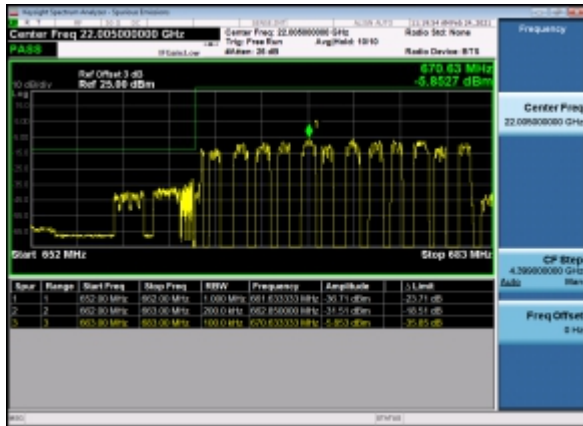 Keysight Spectrum Analyzer - Spurious Emissions
Center Freq 22.005000000 GHz
Center Freq: 22.005000000 GHz
Radio Std: None
Trig: Free Run
Avg|Hold: 10/10
PASS
IFGain:Low
#Atten: 26 dB
Radio Device: BTS
Frequency
670.63 MHz
-5.8527 dBm
Ref Offset 3 dB
Ref 25.00 dBm
10 dB/div
Log
Center Freq
22.005000000 GHz
Start 652 MHz
Stop 683 MHz
CF Step
4.399000000 GHz
Auto
Man
Spur Range Start Freq Stop Freq RBW Frequency Amplitude Δ Limit
1 1 652.00 MHz 662.00 MHz 1.000 MHz 661.633333 MHz -36.71 dBm -23.71 dB
2 2 662.00 MHz 663.00 MHz 200.0 kHz 662.850000 MHz -31.51 dBm -18.51 dB
3 3 663.00 MHz 683.00 MHz 100.0 kHz 670.633333 MHz -5.853 dBm -35.85 dB
Freq Offset
0 Hz
MSG
STATUS